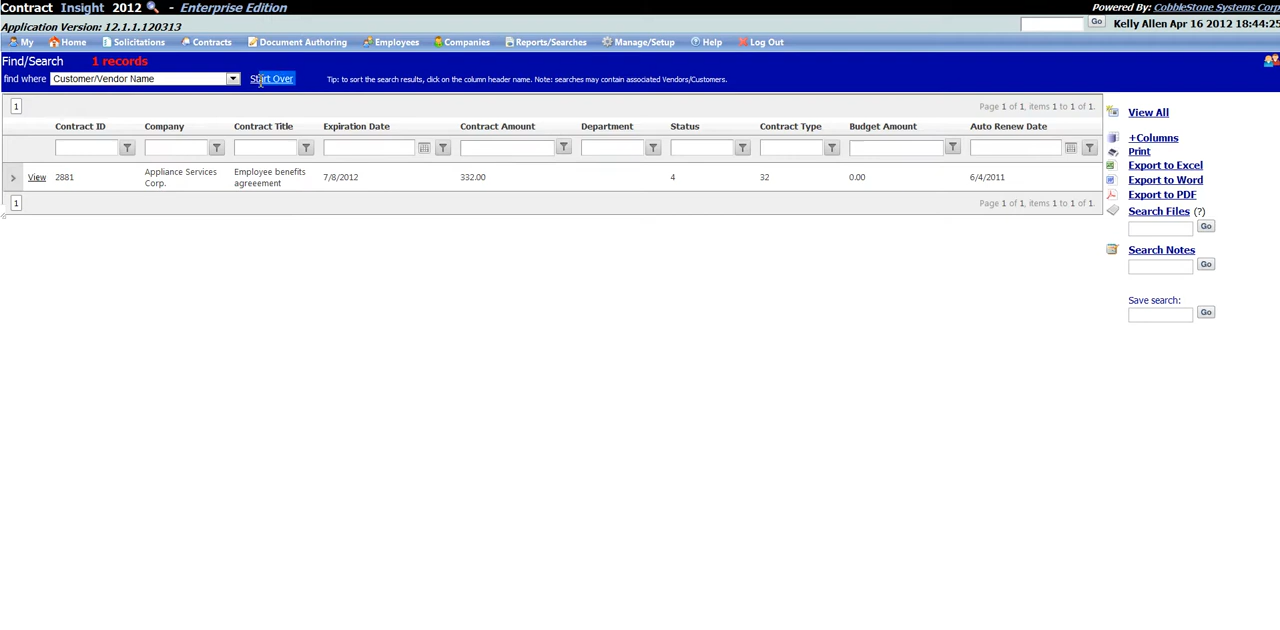 Contract Insight 2012 - Enterprise Edition
Powered By: CobbleStone Systems Corp
Application Version: 12.1.1.120313
Go Kelly Allen Apr 16 2012 18:44:25
My Home Solicitations Contracts Document Authoring Employees Companies Reports/Searches Manage/Setup Help Log Out
Find/Search 1 records
find where Customer/Vendor Name Start Over Tip: to sort the search results, click on the column header name. Note: searches may contain associated Vendors/Customers.
1 Page 1 of 1, items 1 to 1 of 1.
Contract ID Company Contract Title Expiration Date Contract Amount Department Status Contract Type Budget Amount Auto Renew Date
View 2881 Appliance Services Corp. Employee benefits agreeement 7/8/2012 332.00 4 32 0.00 6/4/2011
1 Page 1 of 1, items 1 to 1 of 1.
View All
+Columns
Print
Export to Excel
Export to Word
Export to PDF
Search Files (?)
Go
Search Notes
Go
Save search:
Go